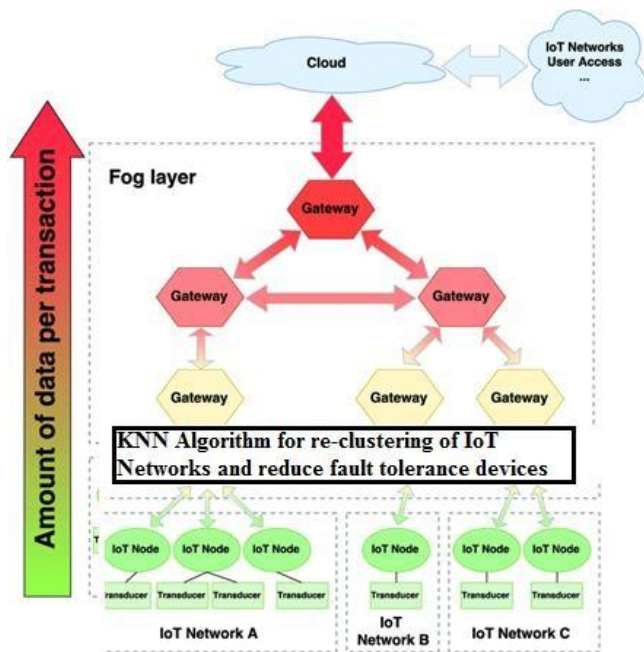 Cloud
IoT Networks
User Access
...
Amount of data per transaction
Fog layer
Gateway
Gateway
Gateway
Gateway
Gateway
Gateway
KNN Algorithm for re-clustering of IoT
Networks and reduce fault tolerance devices
IoT Node
IoT Node
IoT Node
IoT Node
IoT Node
IoT Node
Transducer
Transducer
Transducer
Transducer
Transducer
Transducer
Transducer
IoT Network A
IoT
Network B
IoT Network C